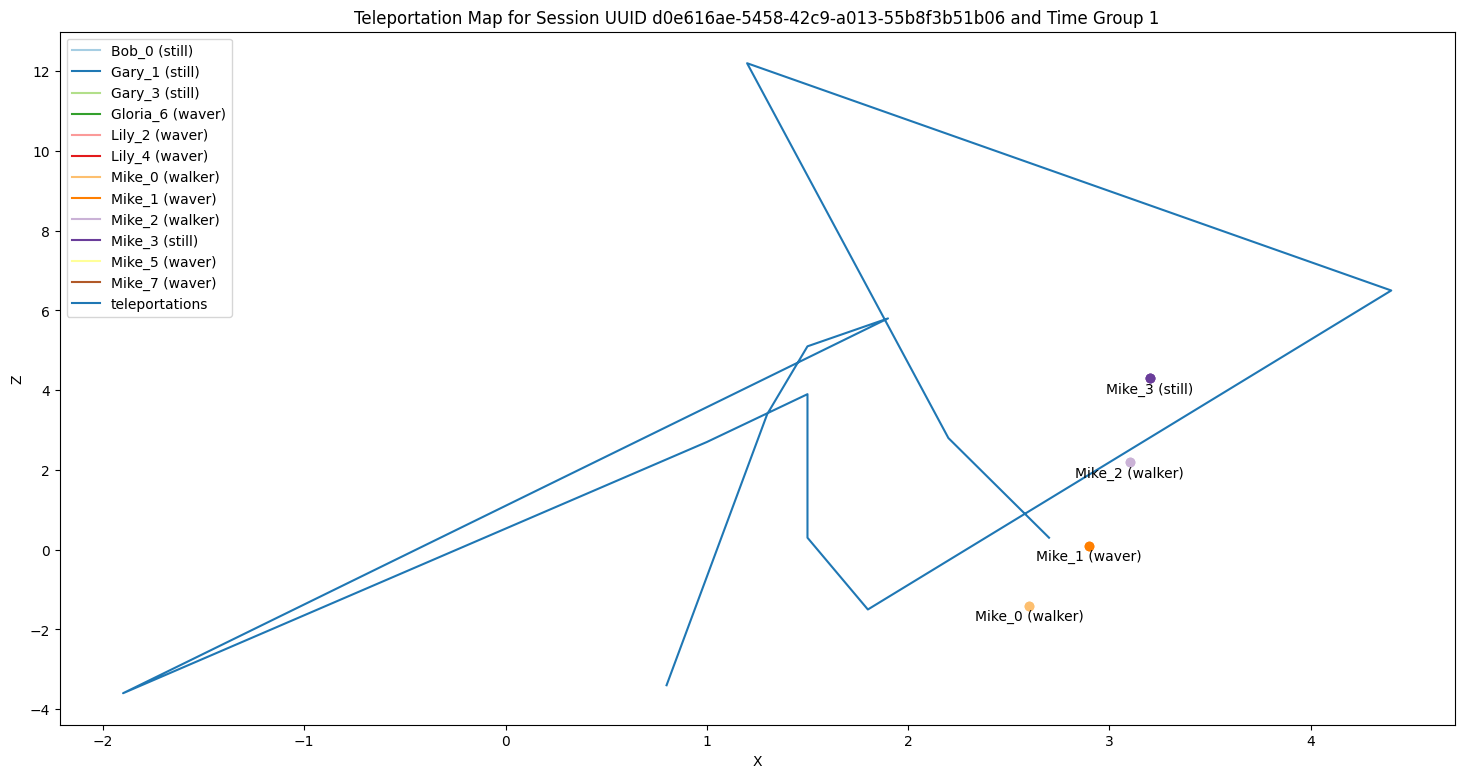 Teleportation Map for Session UUID d0e616ae-5458-42c9-a013-55b8f3b51b06 and Time Group 1
Bob_0 (still)
Gary_1 (still)
Gary_3 (still)
Gloria_6 (waver)
Lily_2 (waver)
Lily_4 (waver)
Mike_0 (walker)
Mike_1 (waver)
Mike_2 (walker)
Mike_3 (still)
Mike_5 (waver)
Mike_7 (waver)
teleportations
12
10
8
6
4
2
0
−2
−4
Z
Mike_3 (still)
Mike_2 (walker)
Mike_1 (waver)
Mike_0 (walker)
−2
−1
0
1
2
3
4
X